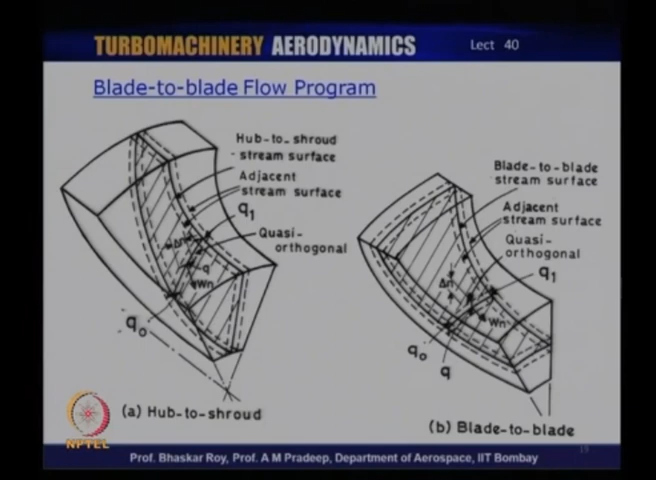 TURBOMACHINERY AERODYNAMICS
Lect 40
Blade-to-blade Flow Program
Hub-to-shroud
stream surface
Adjacent
stream surface
q₁
Quasi-
orthogonal
Δn
q
Wn
q₀
(a) Hub-to-shroud
Blade-to-blade
stream surface
Adjacent
stream surface
Quasi-
orthogonal
q₁
Δn
Wn
q₀
q
(b) Blade-to-blade
NPTEL
19
Prof. Bhaskar Roy, Prof. A M Pradeep, Department of Aerospace, IIT Bombay